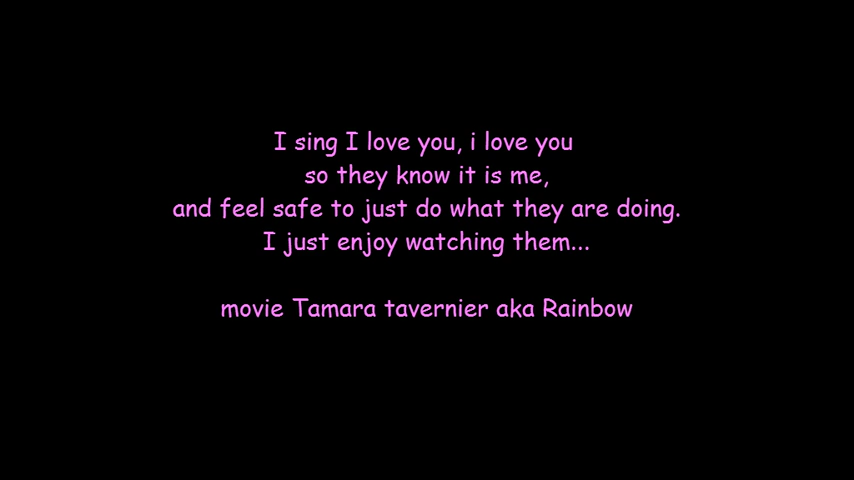 I sing I love you, i love you
so they know it is me,
and feel safe to just do what they are doing.
I just enjoy watching them...
movie Tamara tavernier aka Rainbow